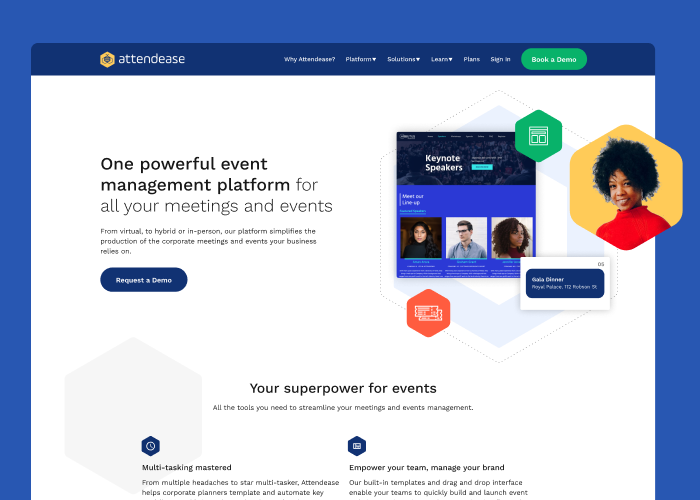 attendease
Why Attendease?
Platform▾
Solutions▾
Learn▾
Plans
Sign In
Book a Demo
One powerful event
management platform for
all your meetings and events
From virtual, to hybrid or in-person, our platform simplifies the
production of the corporate meetings and events your business
relies on.
Request a Demo
Keynote
Speakers
Meet our
Line-up
05
Gala Dinner
Royal Palace, 112 Robson St
Your superpower for events
All the tools you need to streamline your meetings and events management.
Multi-tasking mastered
From multiple headaches to star multi-tasker, Attendease
helps corporate planners template and automate key
Empower your team, manage your brand
Our built-in templates and drag and drop interface
enable your teams to quickly build and launch event